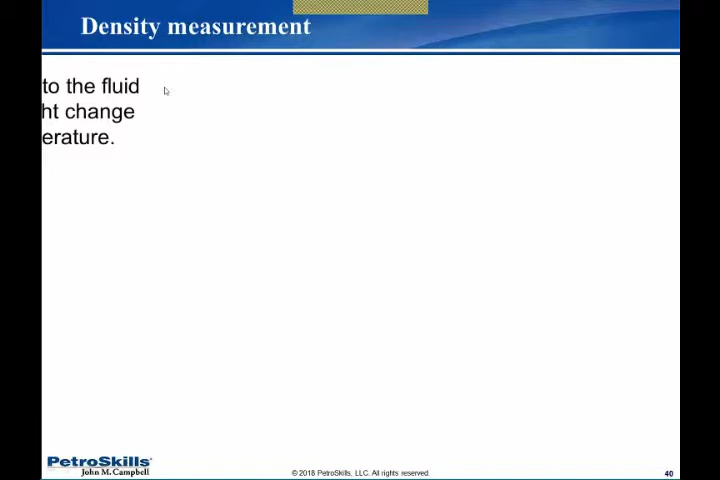 Density measurement
to the fluid
ht change
erature.
PetroSkills
John M. Campbell
© 2018 PetroSkills, LLC. All rights reserved.
40